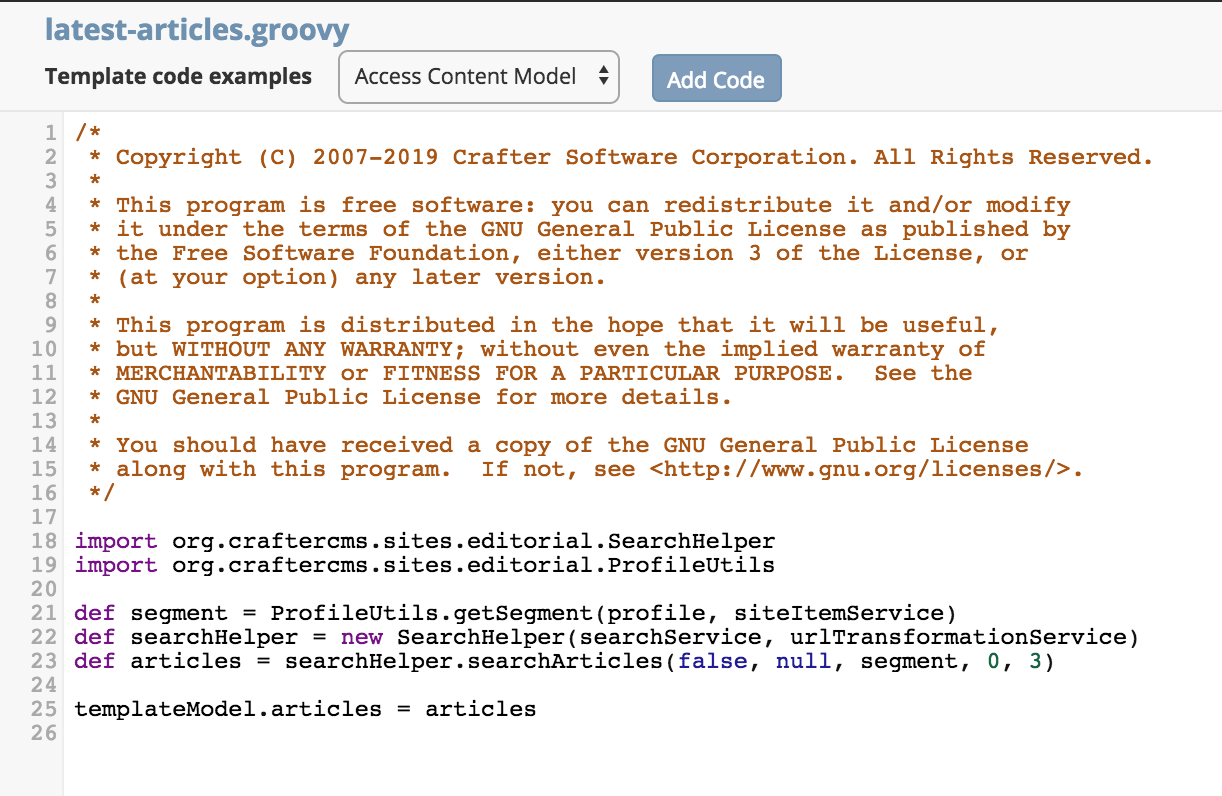 latest-articles.groovy
Template code examples Access Content Model Add Code
1 /*
2  * Copyright (C) 2007-2019 Crafter Software Corporation. All Rights Reserved.
3  *
4  * This program is free software: you can redistribute it and/or modify
5  * it under the terms of the GNU General Public License as published by
6  * the Free Software Foundation, either version 3 of the License, or
7  * (at your option) any later version.
8  *
9  * This program is distributed in the hope that it will be useful,
10  * but WITHOUT ANY WARRANTY; without even the implied warranty of
11  * MERCHANTABILITY or FITNESS FOR A PARTICULAR PURPOSE.  See the
12  * GNU General Public License for more details.
13  *
14  * You should have received a copy of the GNU General Public License
15  * along with this program.  If not, see <http://www.gnu.org/licenses/>.
16  */
17
18 import org.craftercms.sites.editorial.SearchHelper
19 import org.craftercms.sites.editorial.ProfileUtils
20
21 def segment = ProfileUtils.getSegment(profile, siteItemService)
22 def searchHelper = new SearchHelper(searchService, urlTransformationService)
23 def articles = searchHelper.searchArticles(false, null, segment, 0, 3)
24
25 templateModel.articles = articles
26